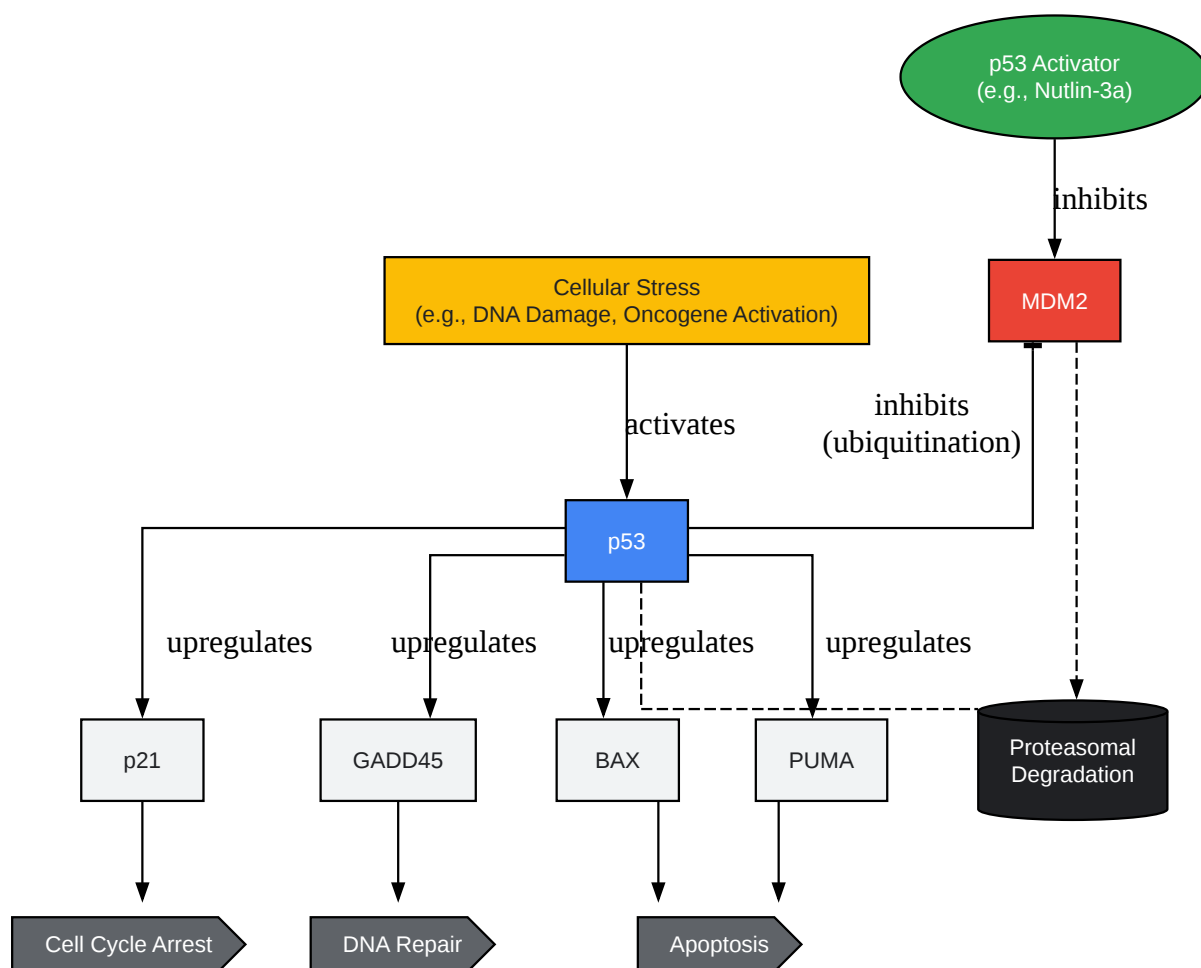 p53 Activator
(e.g., Nutlin-3a)
inhibits
Cellular Stress
(e.g., DNA Damage, Oncogene Activation)
MDM2
activates
inhibits
(ubiquitination)
p53
upregulates
upregulates
upregulates
upregulates
p21
GADD45
BAX
PUMA
Proteasomal
Degradation
Cell Cycle Arrest
DNA Repair
Apoptosis